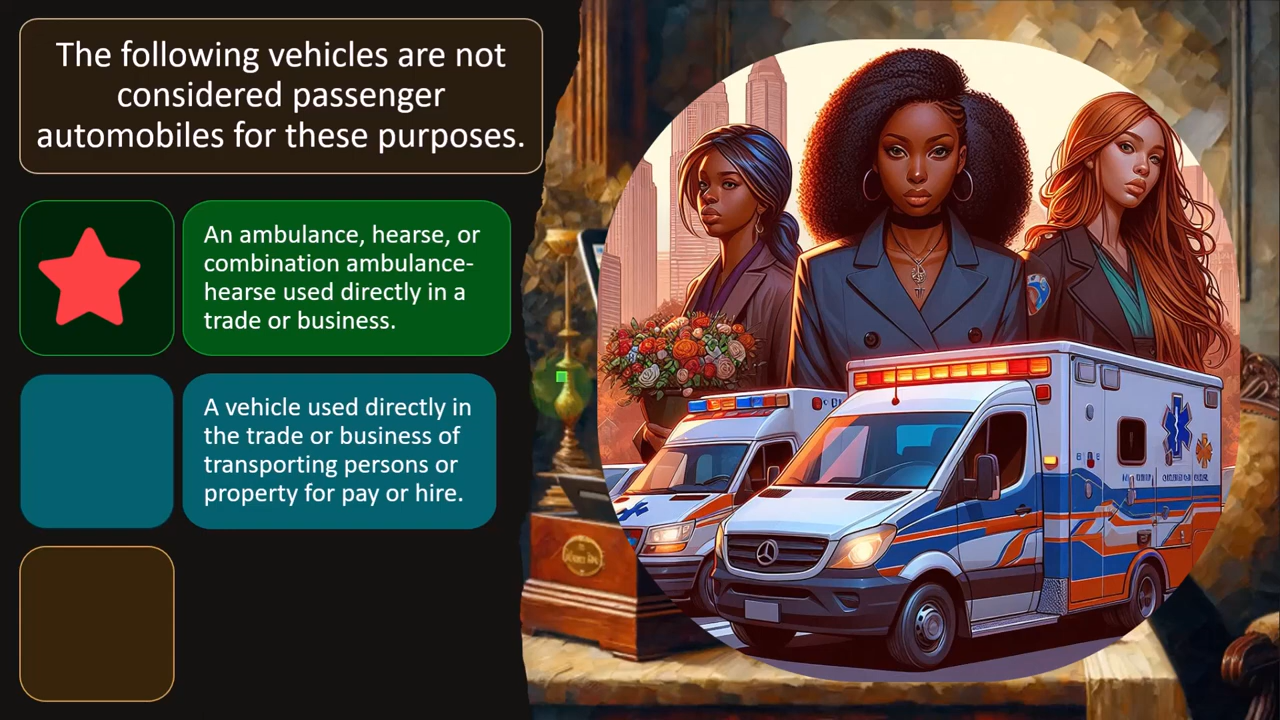 The following vehicles are not
considered passenger
automobiles for these purposes.
An ambulance, hearse, or
combination ambulance-
hearse used directly in a
trade or business.
A vehicle used directly in
the trade or business of
transporting persons or
property for pay or hire.